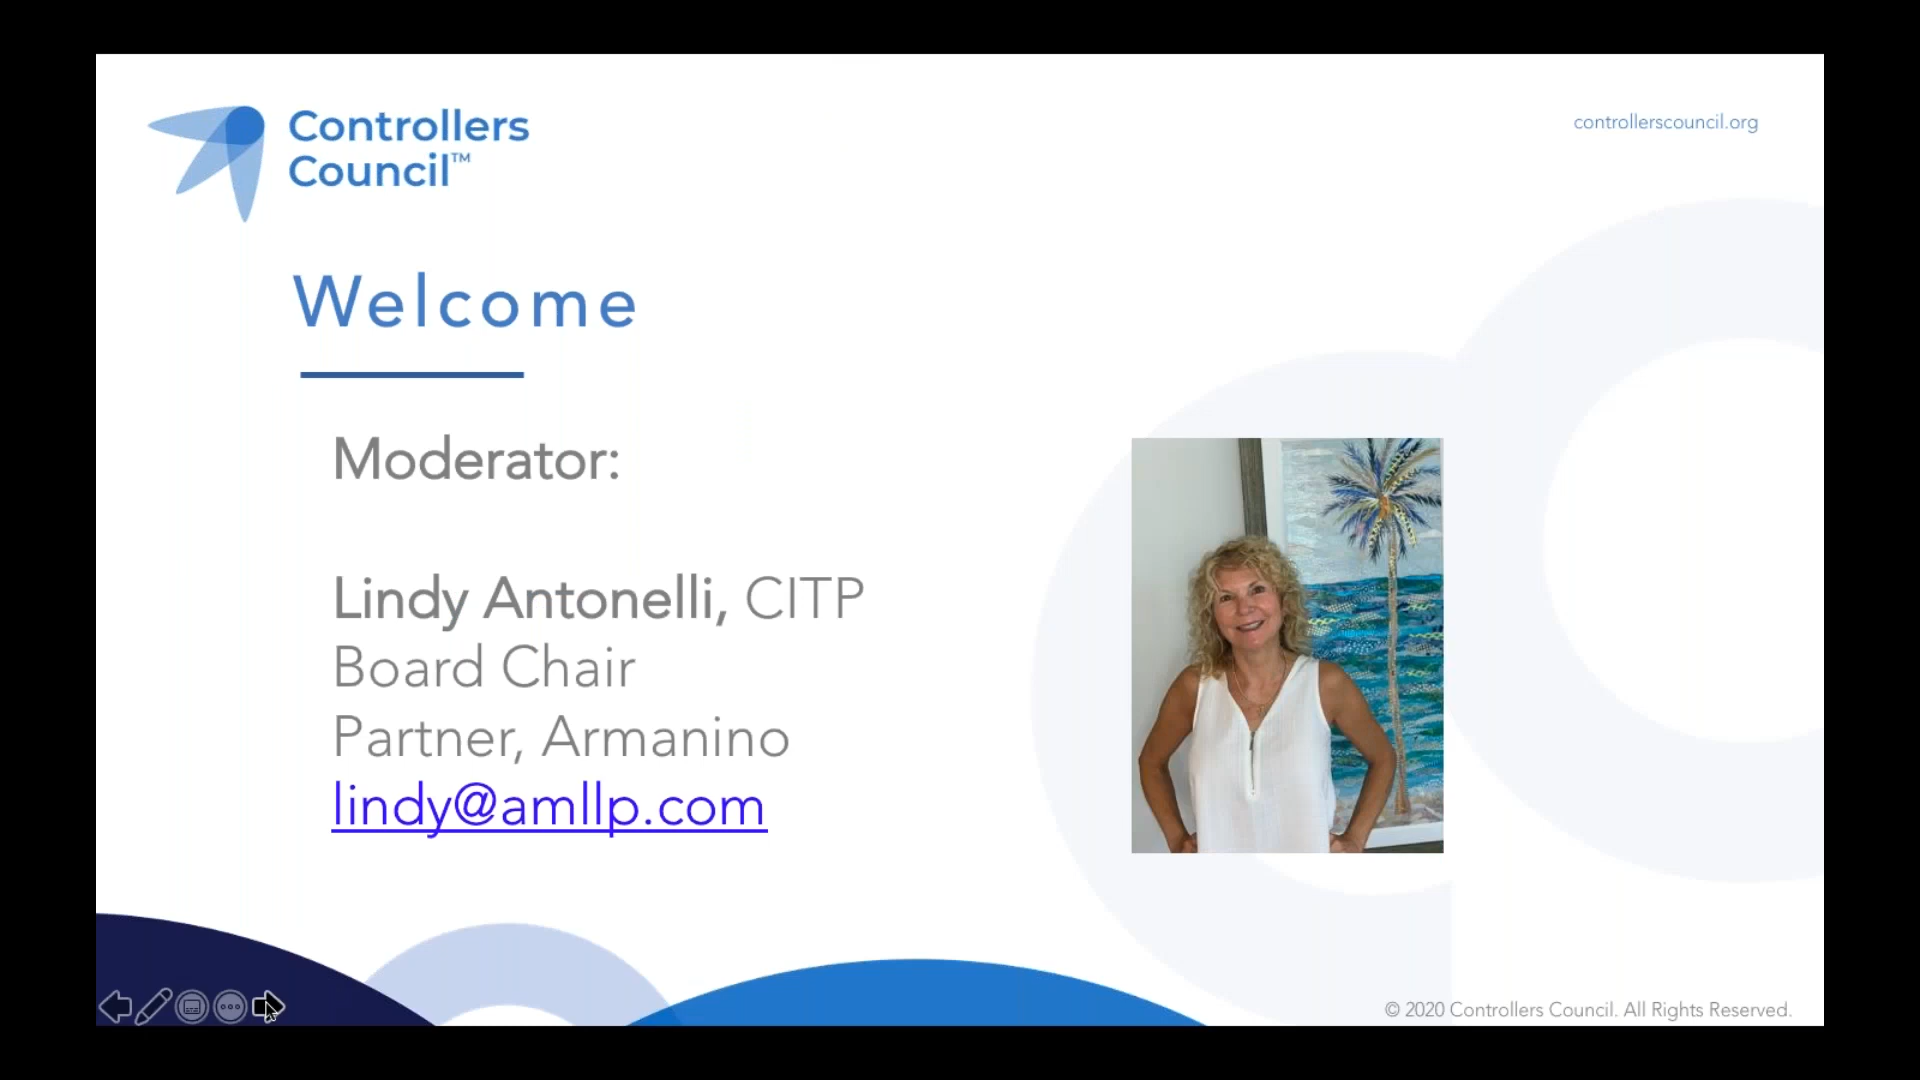 Controllers
Council™
controllerscouncil.org
Welcome
Moderator:
Lindy Antonelli, CITP
Board Chair
Partner, Armanino
lindy@amllp.com
© 2020 Controllers Council. All Rights Reserved.